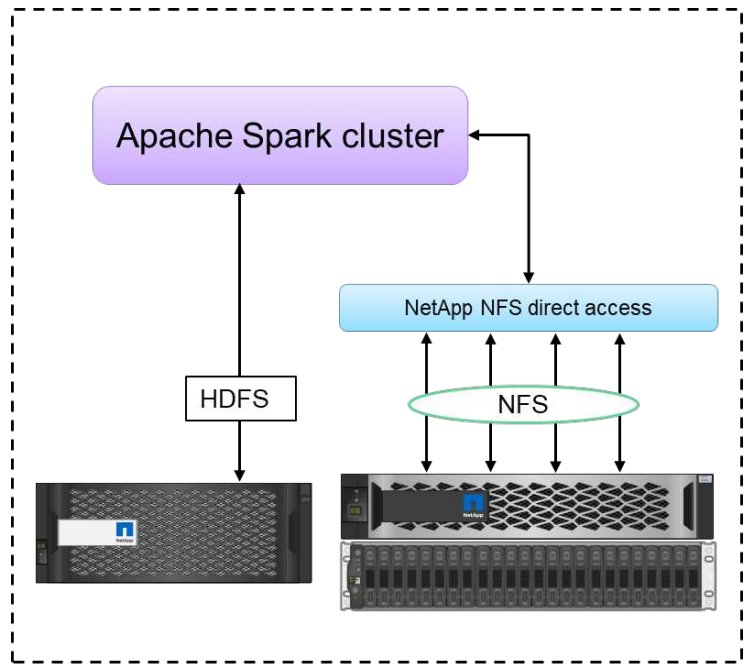 Apache Spark cluster
NetApp NFS direct access
HDFS
NFS
NetApp
NetApp